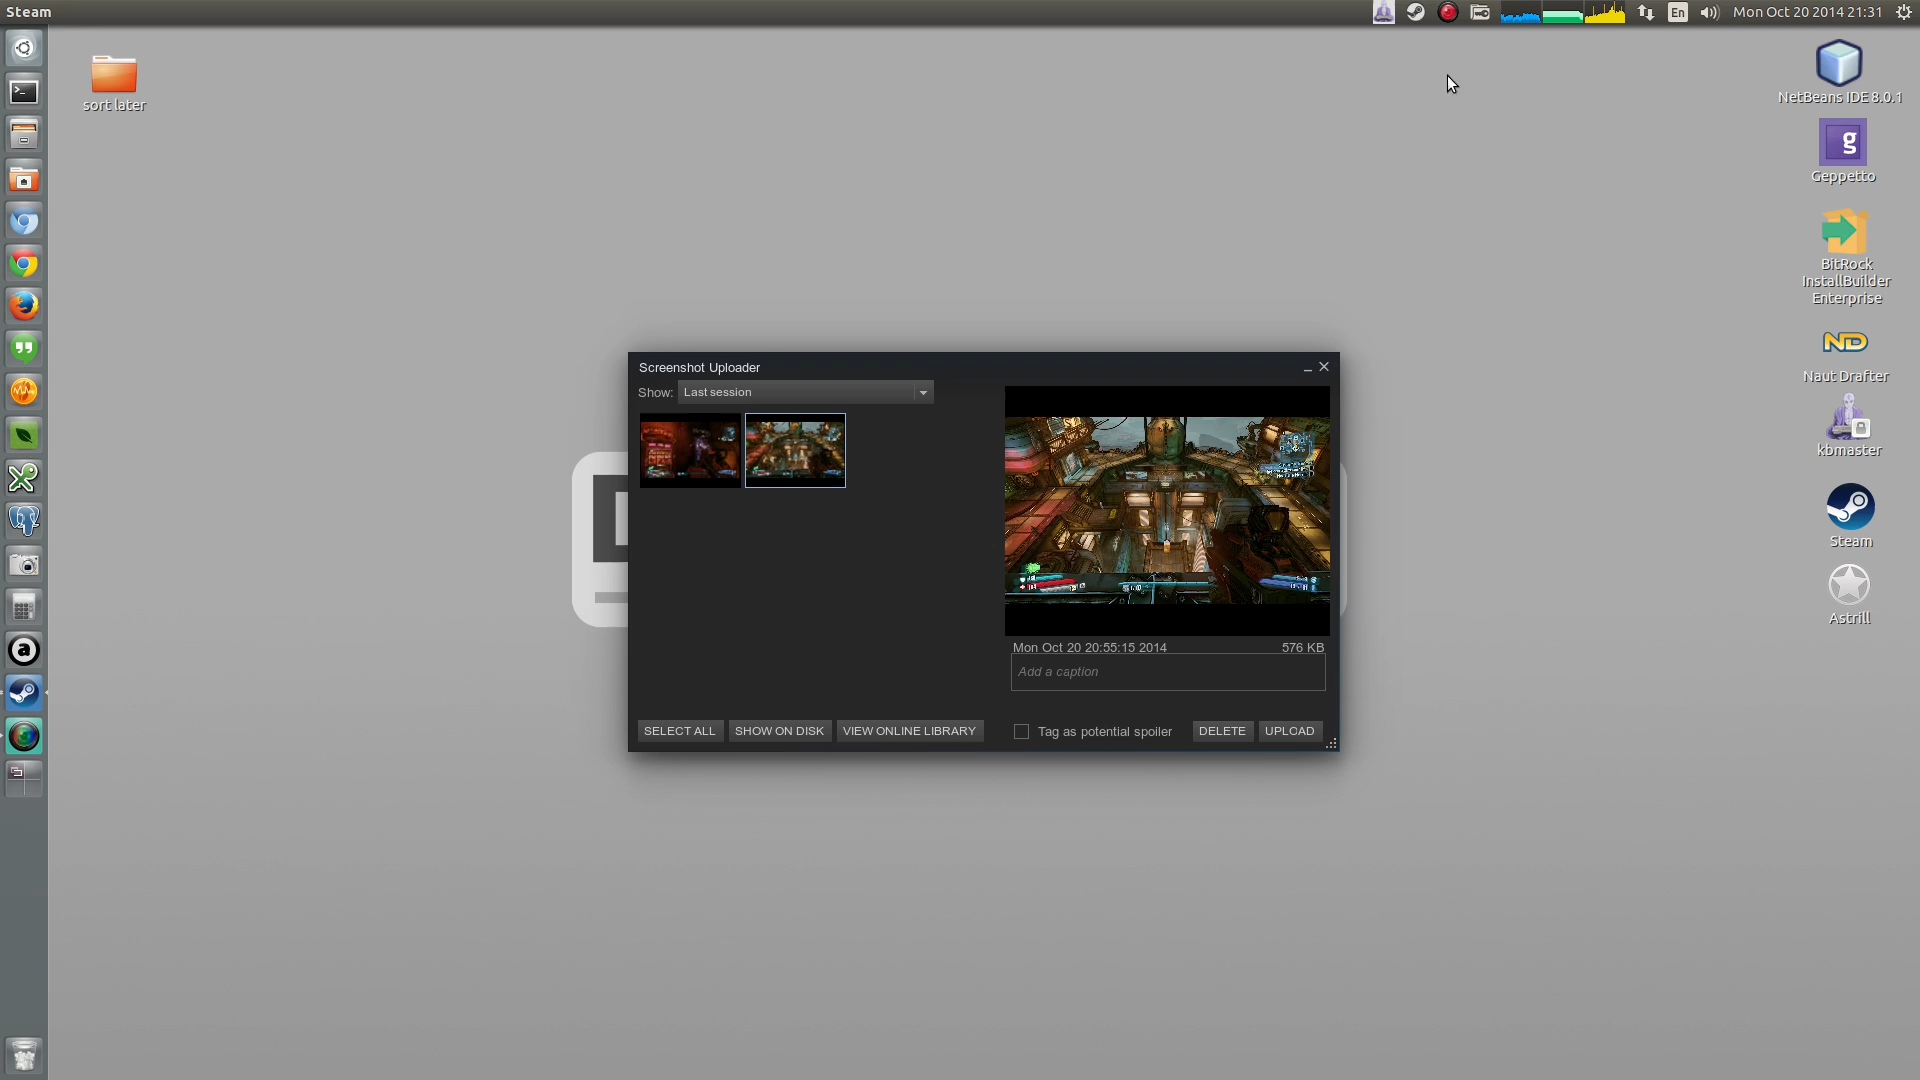 Steam
En
Mon Oct 20 2014 21:31
sort later
NetBeans IDE 8.0.1
g
Geppetto
BitRock
InstallBuilder
Enterprise
ND
Naut Drafter
kbmaster
Steam
Astrill
Screenshot Uploader
Show: Last session
Mon Oct 20 20:55:15 2014 576 KB
Add a caption
SELECT ALL SHOW ON DISK VIEW ONLINE LIBRARY Tag as potential spoiler DELETE UPLOAD